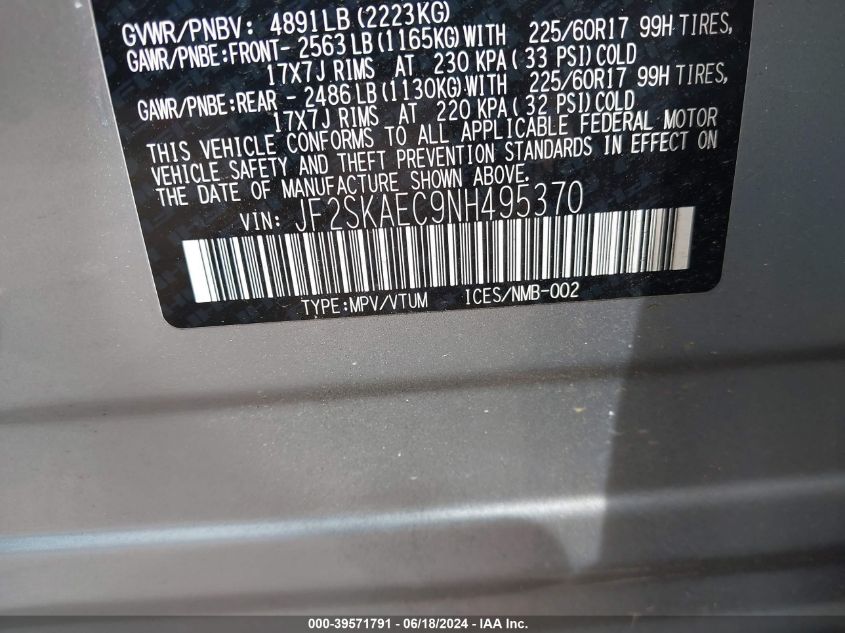 GVWR/PNBV: 4891LB(2223KG)
GAWR/PNBE:FRONT- 2563LB(1165KG)WITH 225/60R17 99H TIRES,
17X7J RIMS AT 230 KPA(33 PSI)COLD
GAWR/PNBE:REAR - 2486LB(1130KG)WITH 225/60R17 99H TIRES,
17X7J RIMS AT 220 KPA(32 PSI)COLD
THIS VEHICLE CONFORMS TO ALL APPLICABLE FEDERAL MOTOR
VEHICLE SAFETY AND THEFT PREVENTION STANDARDS IN EFFECT ON
THE DATE OF MANUFACTURE SHOWN ABOVE.
VIN: JF2SKAEC9NH495370
TYPE:MPV/VTUM ICES/NMB-002
000-39571791 - 06/18/2024 - IAA Inc.